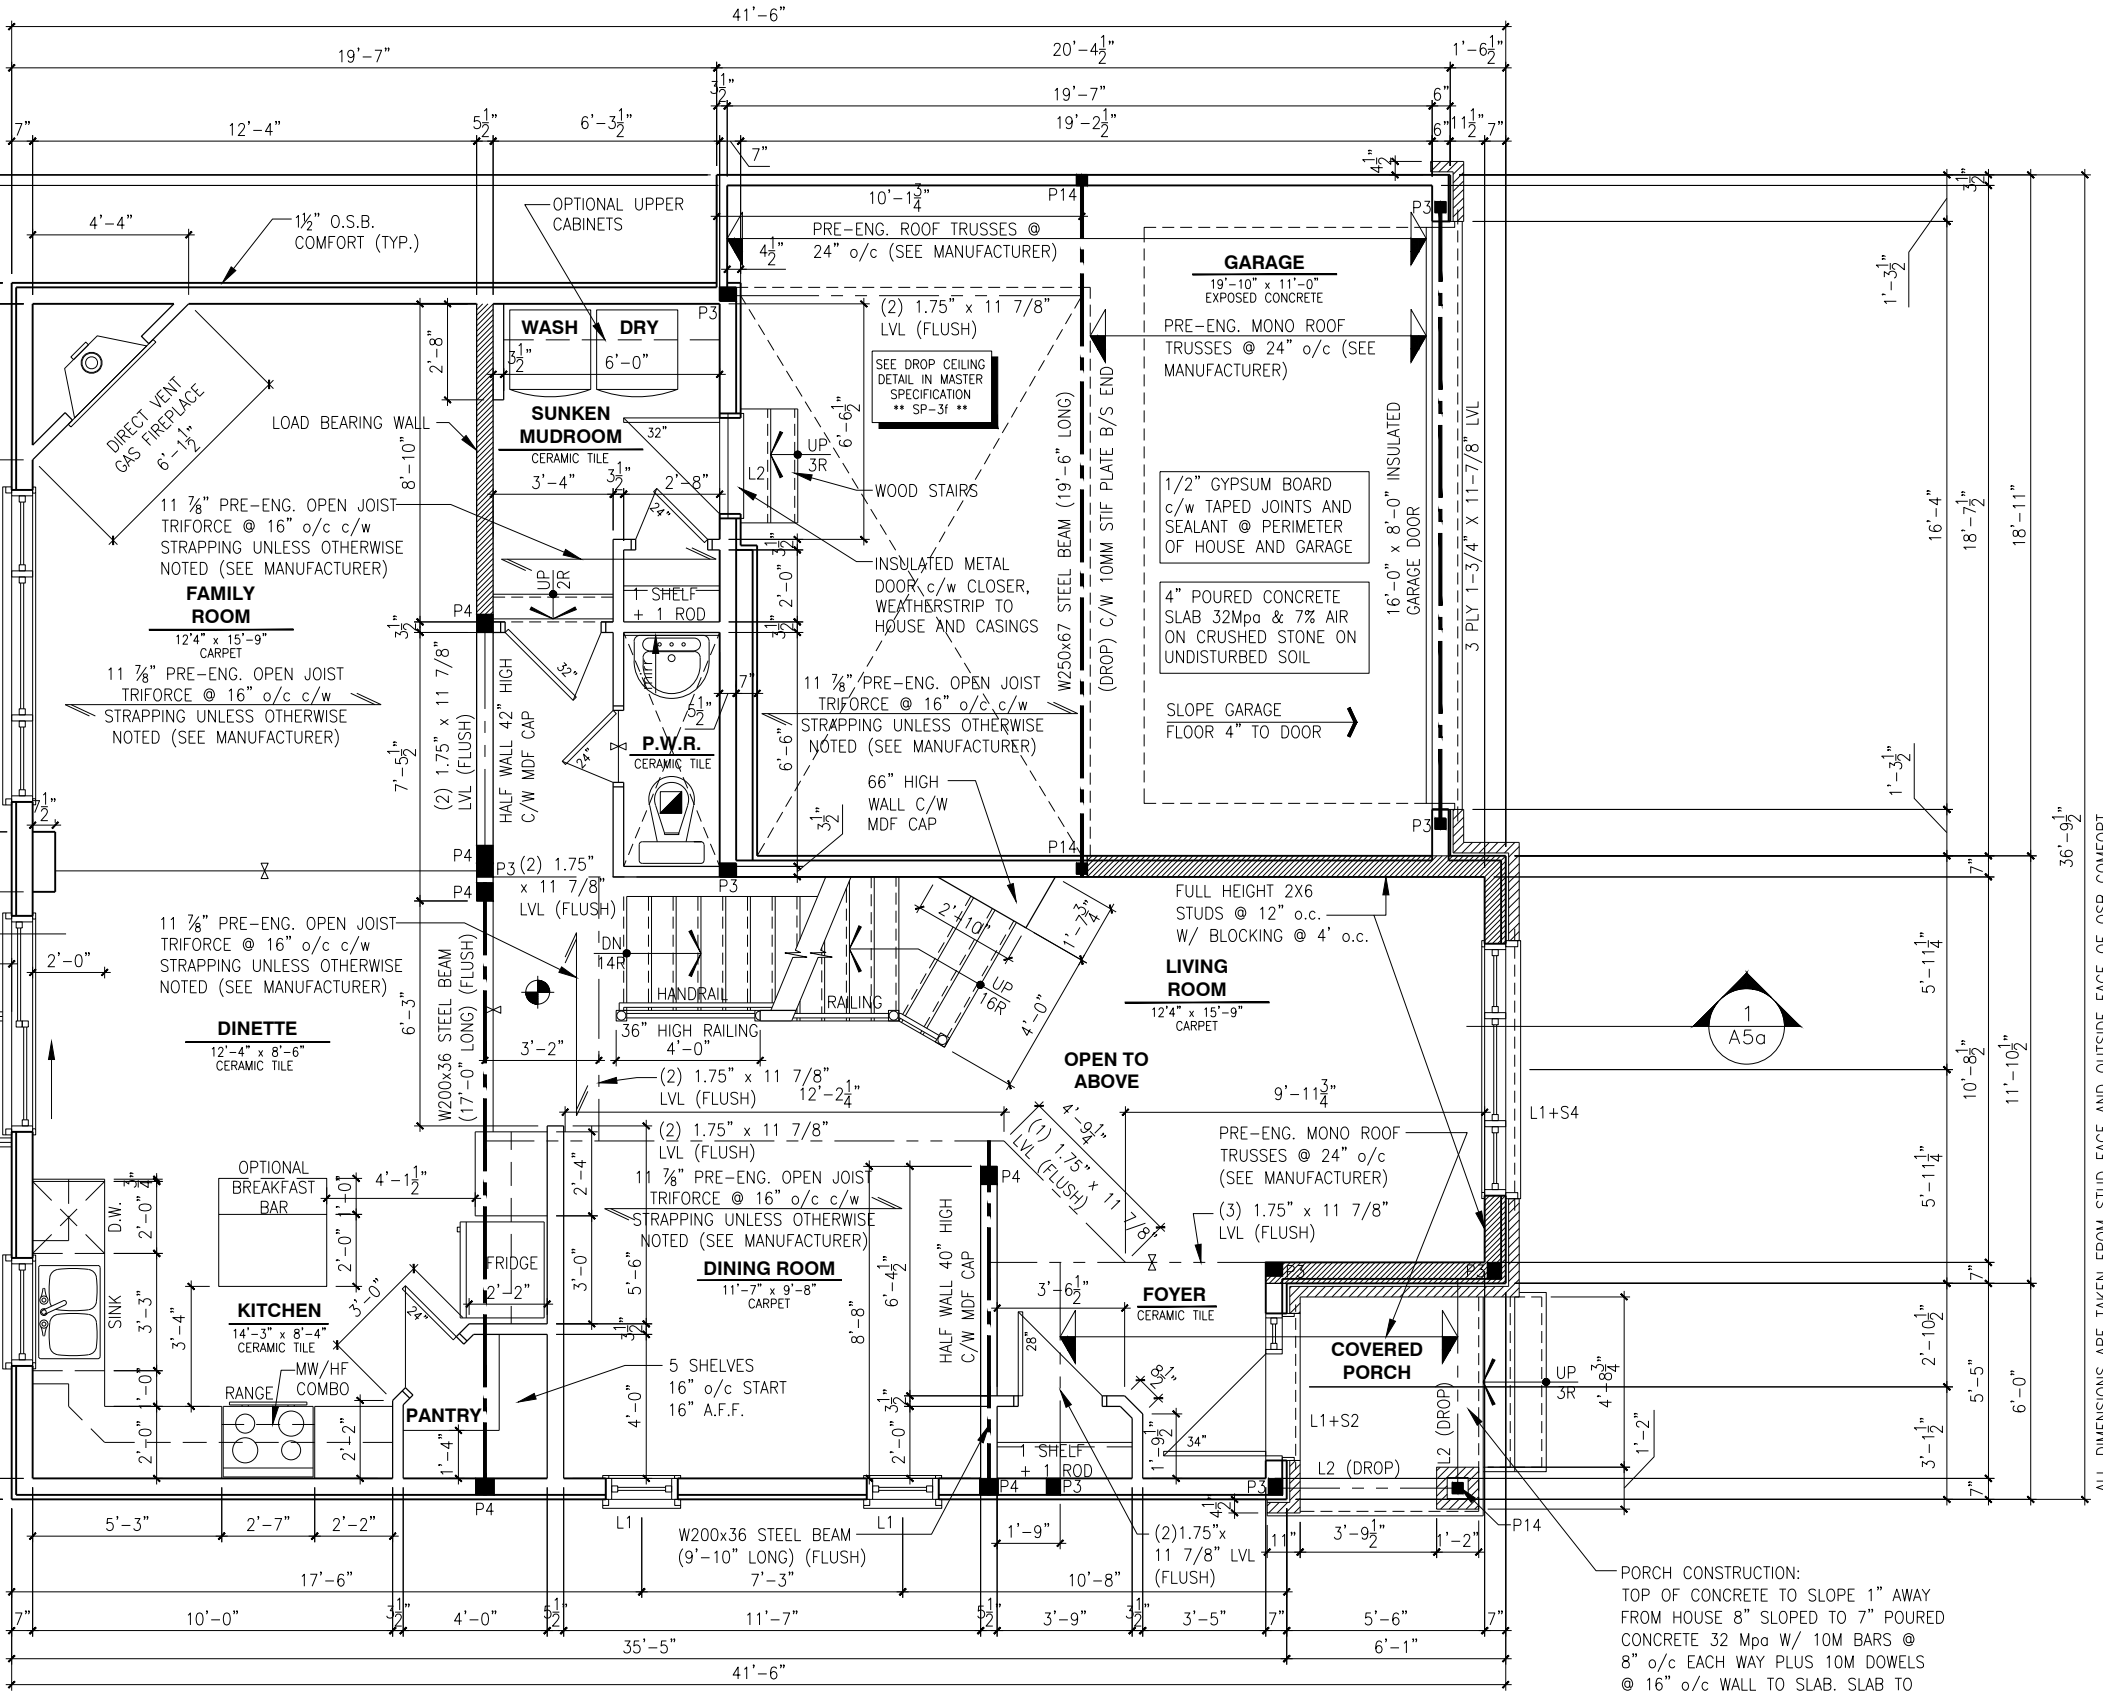 41'-6"
19'-7"
20'-4½"
1'-6½"
3½"
19'-7"
6"
7"
12'-4"
5½"
6'-3½"
19'-2½"
6"
11½"
7"
7"
4½"
10'-1¾"
P14
P3
4½"
PRE-ENG. ROOF TRUSSES @
24" o/c (SEE MANUFACTURER)
GARAGE
19'-10" x 11'-0"
EXPOSED CONCRETE
4'-4"
1½" O.S.B.
COMFORT (TYP.)
OPTIONAL UPPER
CABINETS
3½"
1'-3½"
16'-4"
18'-7½"
18'-11"
36'-9½"
1'-3½"
7"
P3
(2) 1.75" x 11 7/8"
LVL (FLUSH)
PRE-ENG. MONO ROOF
TRUSSES @ 24" o/c (SEE
MANUFACTURER)
SEE DROP CEILING
DETAIL IN MASTER
SPECIFICATION
** SP-3f **
WASH
DRY
3½"
6'-0"
2'-8"
8'-10"
DIRECT VENT
GAS FIREPLACE
6'-1½"
LOAD BEARING WALL
SUNKEN
MUDROOM
CERAMIC TILE
32"
6'-6½"
UP
3R
L2
WOOD STAIRS
3'-4"
3½"
2'-8"
24"
11 ⅞" PRE-ENG. OPEN JOIST
TRIFORCE @ 16" o/c c/w
STRAPPING UNLESS OTHERWISE
NOTED (SEE MANUFACTURER)
FAMILY
ROOM
12'4" x 15'-9"
CARPET
11 ⅞" PRE-ENG. OPEN JOIST
TRIFORCE @ 16" o/c c/w
STRAPPING UNLESS OTHERWISE
NOTED (SEE MANUFACTURER)
P4
3½"
UP
2R
1 SHELF
+ 1 ROD
3½"
2'-0"
3½"
INSULATED METAL
DOOR c/w CLOSER,
WEATHERSTRIP TO
HOUSE AND CASINGS
W250x67 STEEL BEAM (19'-6" LONG)
(DROP) C/W 10MM STIF PLATE B/S END
16'-0" x 8'-0" INSULATED
GARAGE DOOR
3 PLY 1-3/4" X 11-7/8" LVL
1/2" GYPSUM BOARD
c/w TAPED JOINTS AND
SEALANT @ PERIMETER
OF HOUSE AND GARAGE
4" POURED CONCRETE
SLAB 32Mpa & 7% AIR
ON CRUSHED STONE ON
UNDISTURBED SOIL
SLOPE GARAGE
FLOOR 4" TO DOOR
32"
mirr
7"
5½"
6'-6"
24"
P.W.R.
CERAMIC TILE
11 ⅞" PRE-ENG. OPEN JOIST
TRIFORCE @ 16" o/c c/w
STRAPPING UNLESS OTHERWISE
NOTED (SEE MANUFACTURER)
7'-5½"
(2) 1.75" x 11 7/8"
LVL (FLUSH)
HALF WALL 42" HIGH
C/W MDF CAP
66" HIGH
WALL C/W
MDF CAP
3½"
7½"
P3
P14
P4
P3
P4
(2) 1.75"
x 11 7/8"
LVL (FLUSH)
P3
FULL HEIGHT 2X6
STUDS @ 12" o.c.
W/ BLOCKING @ 4' o.c.
11 ⅞" PRE-ENG. OPEN JOIST
TRIFORCE @ 16" o/c c/w
STRAPPING UNLESS OTHERWISE
NOTED (SEE MANUFACTURER)
2'-0"
DINETTE
12'-4" x 8'-6"
CERAMIC TILE
6'-3"
W200x36 STEEL BEAM
(17'-0" LONG) (FLUSH)
DN
14R
HANDRAIL
RAILING
2'-10"
1'-7¾"
UP
16R
4'-0"
LIVING
ROOM
12'4" x 15'-9"
CARPET
OPEN TO
ABOVE
36" HIGH RAILING
3'-2"
4'-0"
5'-11¼"
5'-11¼"
10'-8½"
11'-10½"
1
A5a
L1+S4
(2) 1.75" x 11 7/8"
LVL (FLUSH)
12'-2¼"
(2) 1.75" x 11 7/8"
LVL (FLUSH)
4'-9¼"
(1) 1.75" x 11 7/8"
LVL (FLUSH)
9'-11¾"
PRE-ENG. MONO ROOF
TRUSSES @ 24" o/c
(SEE MANUFACTURER)
(3) 1.75" x 11 7/8"
LVL (FLUSH)
OPTIONAL
BREAKFAST
BAR
4'-1½"
1'-0"
2'-0"
2'-4"
11 ⅞" PRE-ENG. OPEN JOIST
TRIFORCE @ 16" o/c c/w
STRAPPING UNLESS OTHERWISE
NOTED (SEE MANUFACTURER)
P4
D.W.
2'-0"
SINK
3'-3"
3'-4"
3'-0"
24"
FRIDGE
2'-2"
3'-0"
5'-6"
3½"
DINING ROOM
11'-7" x 9'-8"
CARPET
8'-8"
6'-4½"
HALF WALL 40" HIGH
C/W MDF CAP
3'-6½"
FOYER
CERAMIC TILE
P3
P3
7"
28"
8½"
COVERED
PORCH
UP
3R
4'-8¾"
2'-10½"
5'-5"
6'-0"
3'-1½"
1'-2"
7"
KITCHEN
14'-3" x 8'-4"
CERAMIC TILE
MW/HF
COMBO
RANGE
1'-0"
2'-0"
2'-2"
PANTRY
1'-4"
5 SHELVES
16" o/c START
16" A.F.F.
4'-0"
3½"
2'-0"
1 SHELF
+ 1 ROD
1'-9½"
34"
L1+S2
L2 (DROP)
L2 (DROP)
P4
P4
P3
P3
4½"
P14
5'-3"
2'-7"
2'-2"
L1
L1
W200x36 STEEL BEAM
(9'-10" LONG) (FLUSH)
1'-9"
(2)1.75"x
11 7/8" LVL
(FLUSH)
11"
3'-9½"
1'-2"
PORCH CONSTRUCTION:
TOP OF CONCRETE TO SLOPE 1" AWAY
FROM HOUSE 8" SLOPED TO 7" POURED
CONCRETE 32 Mpa W/ 10M BARS @
8" o/c EACH WAY PLUS 10M DOWELS
@ 16" o/c WALL TO SLAB. SLAB TO
17'-6"
7'-3"
10'-8"
7"
10'-0"
3½"
4'-0"
5½"
11'-7"
5½"
3'-9"
3½"
3'-5"
7"
5'-6"
7"
35'-5"
6'-1"
41'-6"